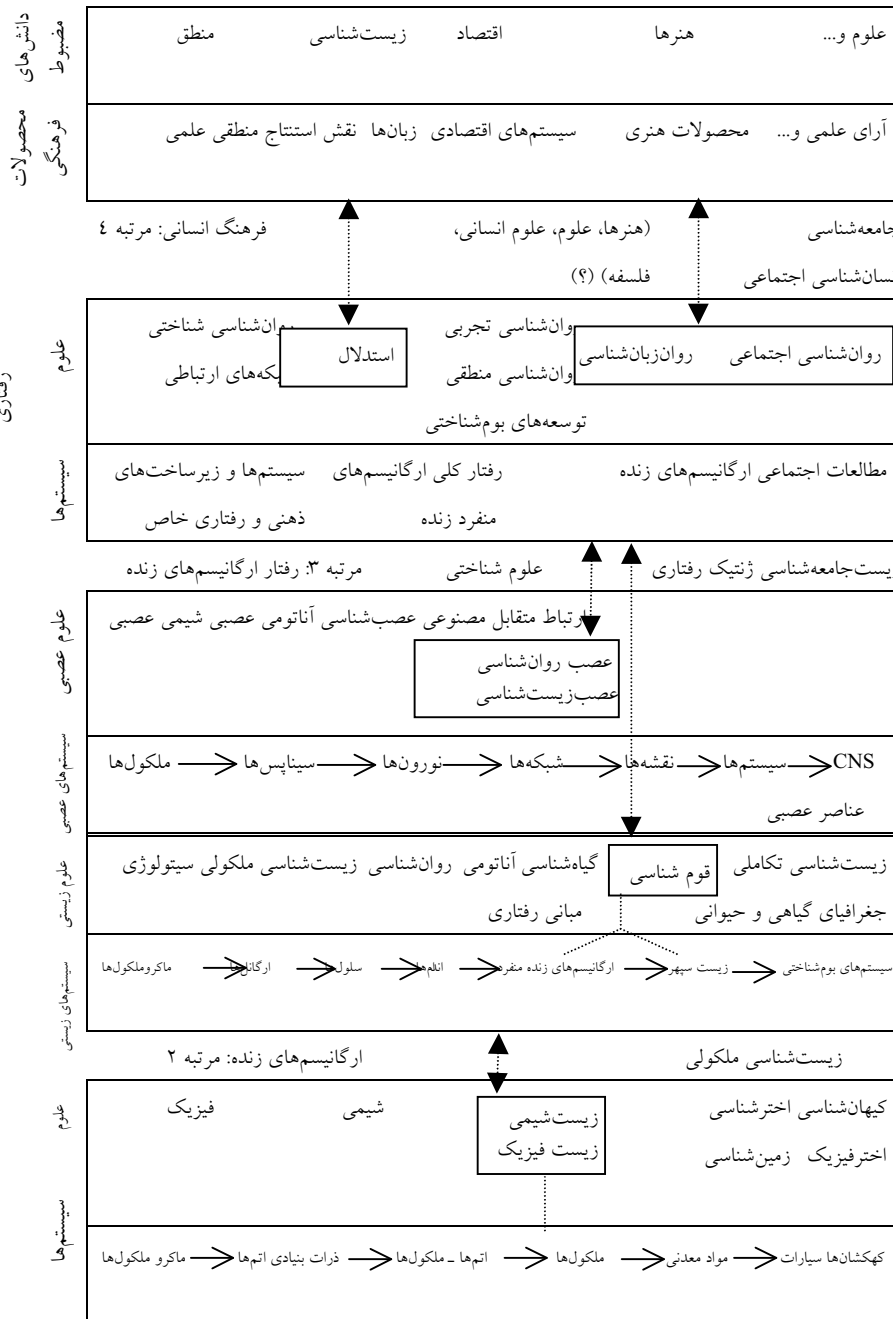 دانش‌های مضبوط
علوم و... هنرها اقتصاد زیست‌شناسی منطق
محصولات فرهنگی
آرای علمی و... محصولات هنری سیستم‌های اقتصادی زبان‌ها نقش استنتاج منطقی علمی
جامعه‌شناسی (هنرها، علوم، علوم انسانی، فرهنگ انسانی: مرتبه ٤
سان‌شناسی اجتماعی فلسفه) (؟)
رفتاری
علوم
وان‌شناسی تجربی روان‌شناسی شناختی
روان‌شناسی اجتماعی روان‌زبان‌شناسی استدلال
وان‌شناسی منطقی بکه‌های ارتباطی
توسعه‌های بوم‌شناختی
سیستم‌ها
مطالعات اجتماعی ارگانیسم‌های زنده رفتار کلی ارگانیسم‌های سیستم‌ها و زیرساخت‌های
منفرد زنده ذهنی و رفتاری خاص
یست‌جامعه‌شناسی ژنتیک رفتاری علوم شناختی مرتبه ۳: رفتار ارگانیسم‌های زنده
علوم عصبی
رتباط متقابل مصنوعی عصب‌شناسی آناتومی عصبی شیمی عصبی
عصب روان‌شناسی
عصب‌زیست‌شناسی
سیستم‌های عصبی
CNS سیستم‌ها نقشه‌ها شبکه‌ها نورون‌ها سیناپس‌ها ملکول‌ها
عناصر عصبی
علوم زیستی
زیست‌شناسی تکاملی قوم شناسی گیاه‌شناسی آناتومی روان‌شناسی زیست‌شناسی ملکولی سیتولوژی
جغرافیای گیاهی و حیوانی مبانی رفتاری
سیستم‌های زیستی
سیستم‌های بوم‌شناختی زیست سپهر ارگانیسم‌های زنده منفرد اندام‌ها سلول‌ها ارگانل‌ها ماکروملکول‌ها
زیست‌شناسی ملکولی ارگانیسم‌های زنده: مرتبه ۲
علوم
کیهان‌شناسی اخترشناسی زیست‌شیمی شیمی فیزیک
اخترفیزیک زمین‌شناسی زیست فیزیک
سیستم‌ها
کهکشان‌ها سیارات مواد معدنی ملکول‌ها اتم‌ها ـ ملکول‌ها ذرات بنیادی اتم‌ها ماکرو ملکول‌ها